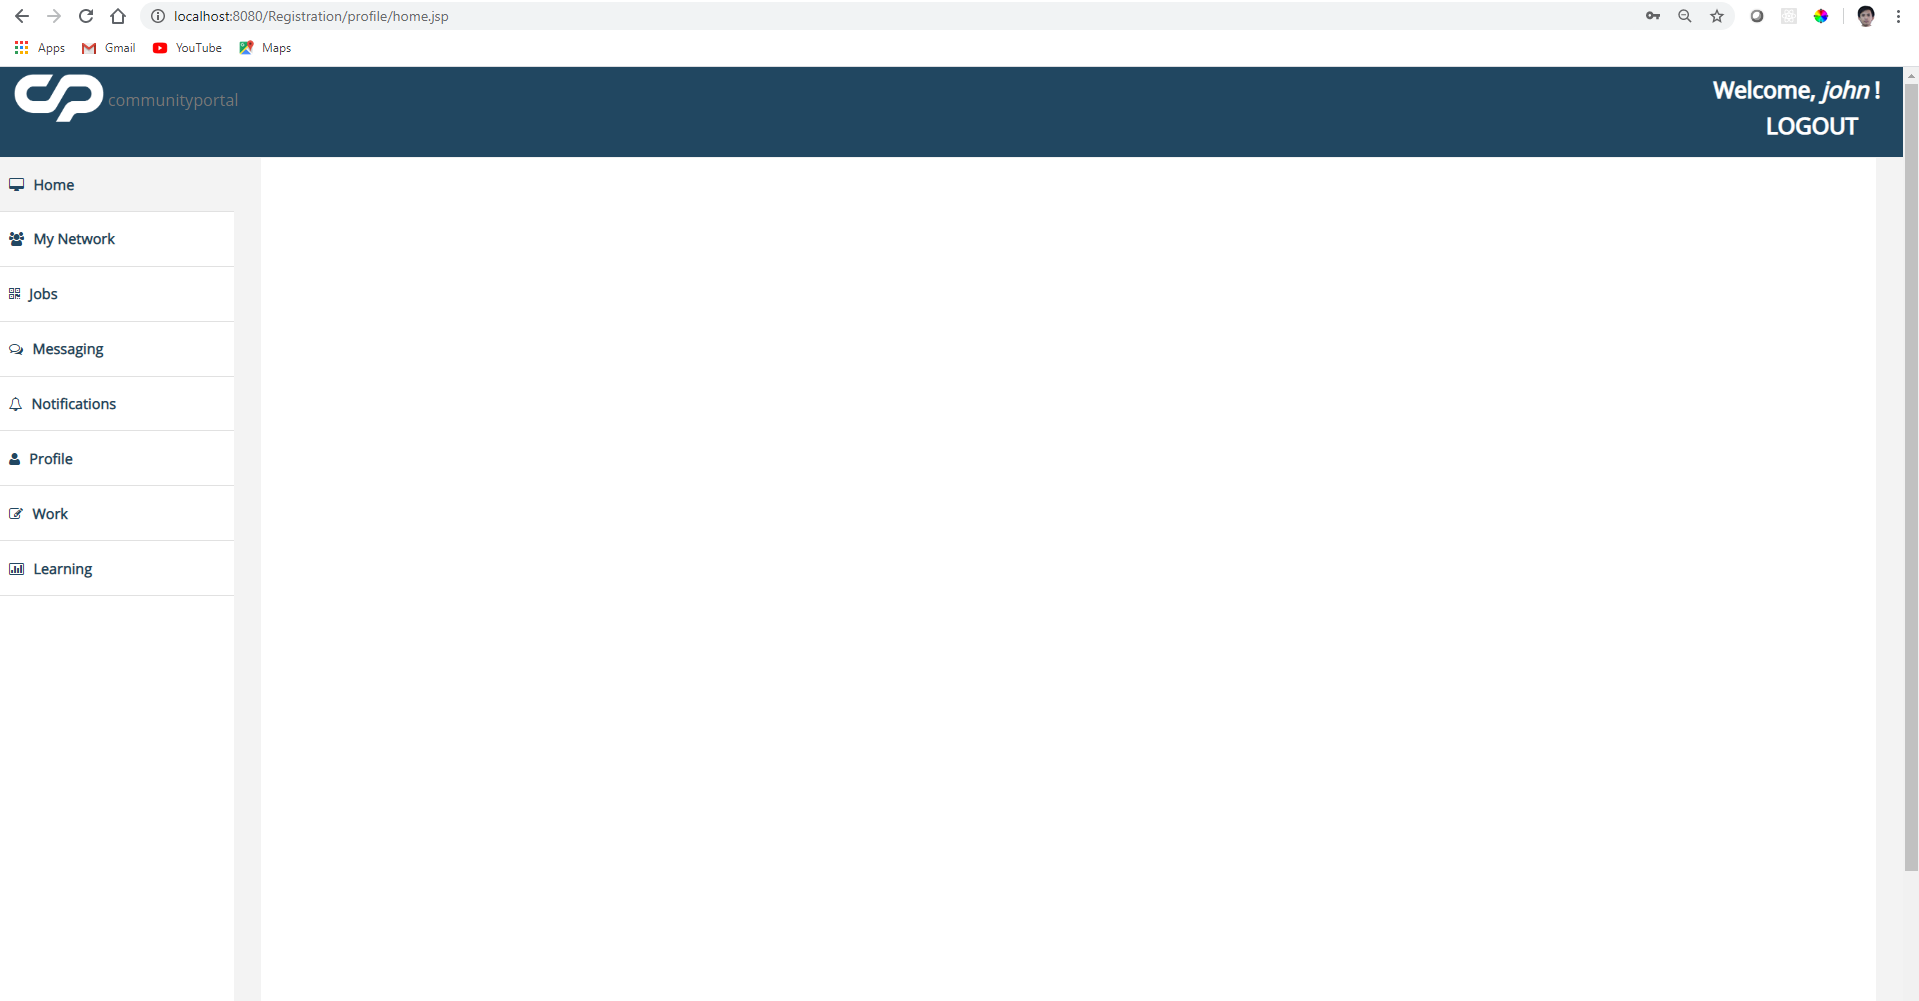 localhost:8080/Registration/profile/home.jsp
Apps Gmail YouTube Maps
communityportal
Welcome, john !
LOGOUT
Home
My Network
Jobs
Messaging
Notifications
Profile
Work
Learning